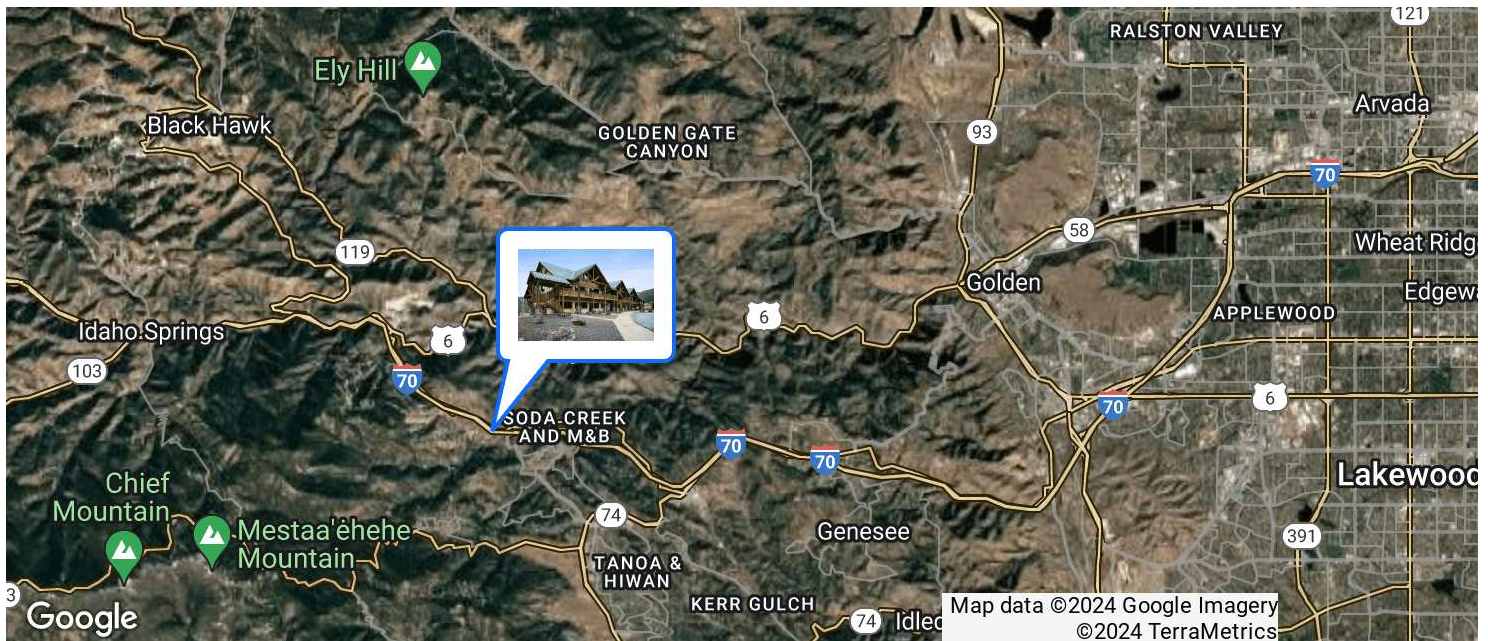 121
RALSTON VALLEY
Ely Hill
Arvada
Black Hawk
GOLDEN GATE
CANYON
93
70
58
119
Wheat Ridg
Golden
Edgew
6
APPLEWOOD
Idaho Springs
6
103
70
70
6
SODA CREEK
AND M&B
70
70
Lakewood
Chief
Mountain
74
Mestaa'ėhehe
Mountain
Genesee
391
TANOA &
HIWAN
3
KERR GULCH
Google
74
Idled
Map data ©2024 Google Imagery
©2024 TerraMetrics